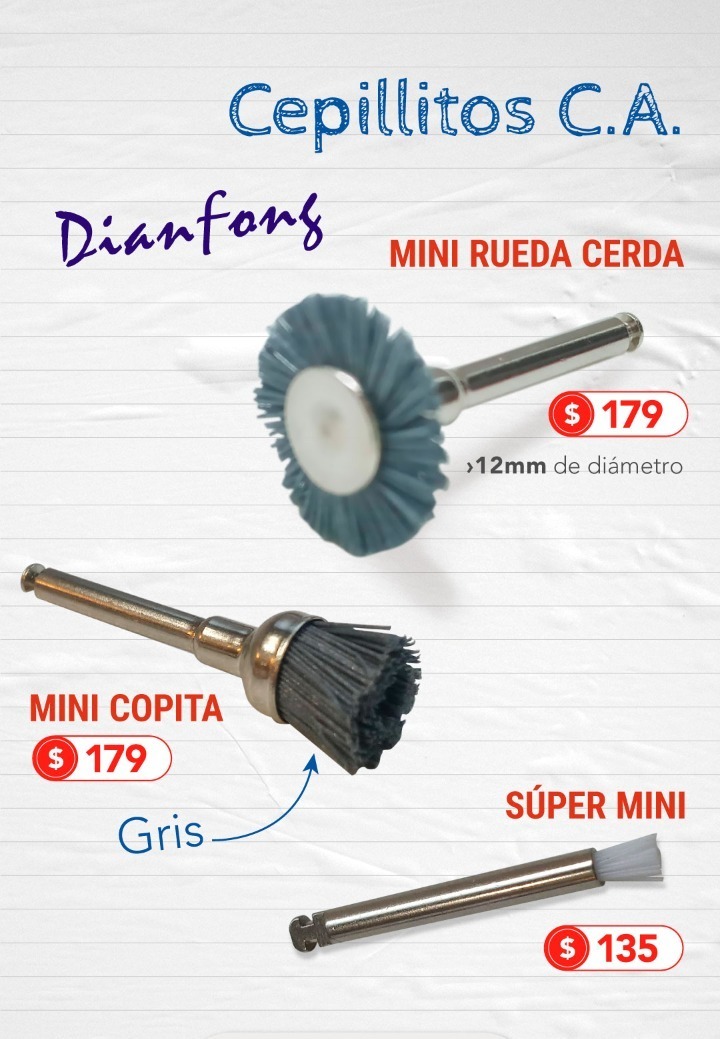 Cepillitos C.A.
Dianfong
MINI RUEDA CERDA
$ 179
›12mm de diámetro
MINI COPITA
$ 179
Gris
SÚPER MINI
$ 135